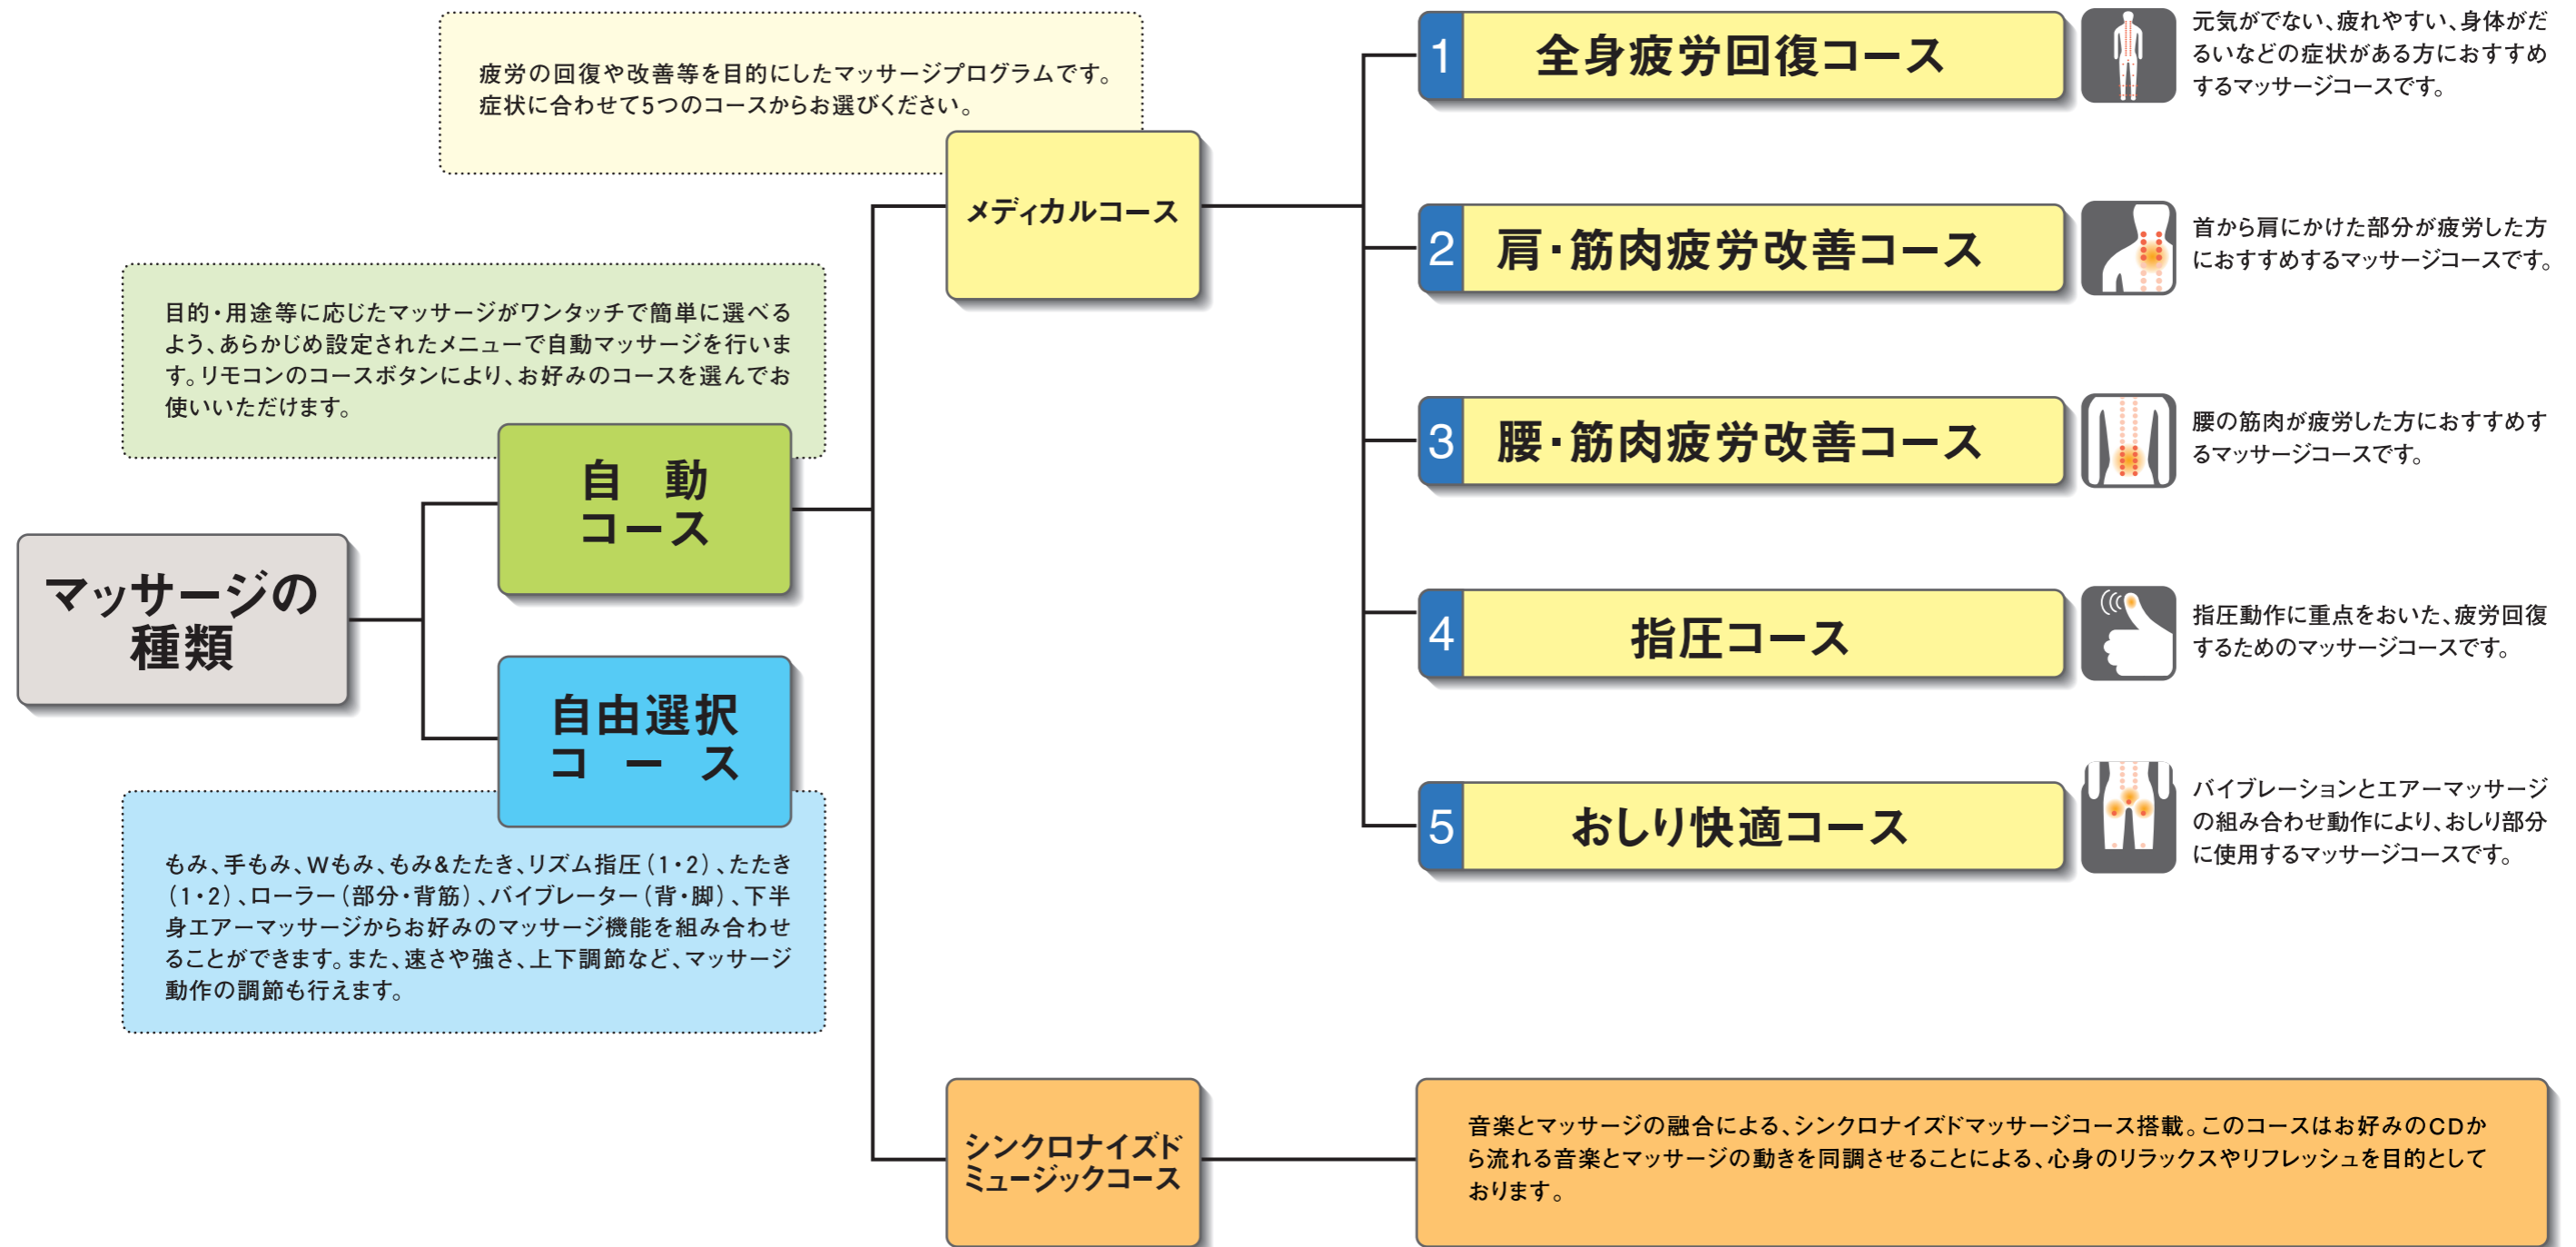 マッサージの
種類
目的・用途等に応じたマッサージがワンタッチで簡単に選べる
よう、あらかじめ設定されたメニューで自動マッサージを行いま
す。リモコンのコースボタンにより、お好みのコースを選んでお
使いいただけます。
自 動
コース
自由選択
コ ー ス
もみ、手もみ、Wもみ、もみ&たたき、リズム指圧(1・2)、たたき
(1・2)、ローラー(部分・背筋)、バイブレーター(背・脚)、下半
身エアーマッサージからお好みのマッサージ機能を組み合わせ
ることができます。また、速さや強さ、上下調節など、マッサージ
動作の調節も行えます。
疲労の回復や改善等を目的にしたマッサージプログラムです。
症状に合わせて5つのコースからお選びください。
メディカルコース
1 全身疲労回復コース
元気がでない、疲れやすい、身体がだ
るいなどの症状がある方におすすめ
するマッサージコースです。
2 肩・筋肉疲労改善コース
首から肩にかけた部分が疲労した方
におすすめするマッサージコースです。
3 腰・筋肉疲労改善コース
腰の筋肉が疲労した方におすすめす
るマッサージコースです。
4 指圧コース
指圧動作に重点をおいた、疲労回復
するためのマッサージコースです。
5 おしり快適コース
バイブレーションとエアーマッサージ
の組み合わせ動作により、おしり部分
に使用するマッサージコースです。
シンクロナイズド
ミュージックコース
音楽とマッサージの融合による、シンクロナイズドマッサージコース搭載。このコースはお好みのCDか
ら流れる音楽とマッサージの動きを同調させることによる、心身のリラックスやリフレッシュを目的として
おります。